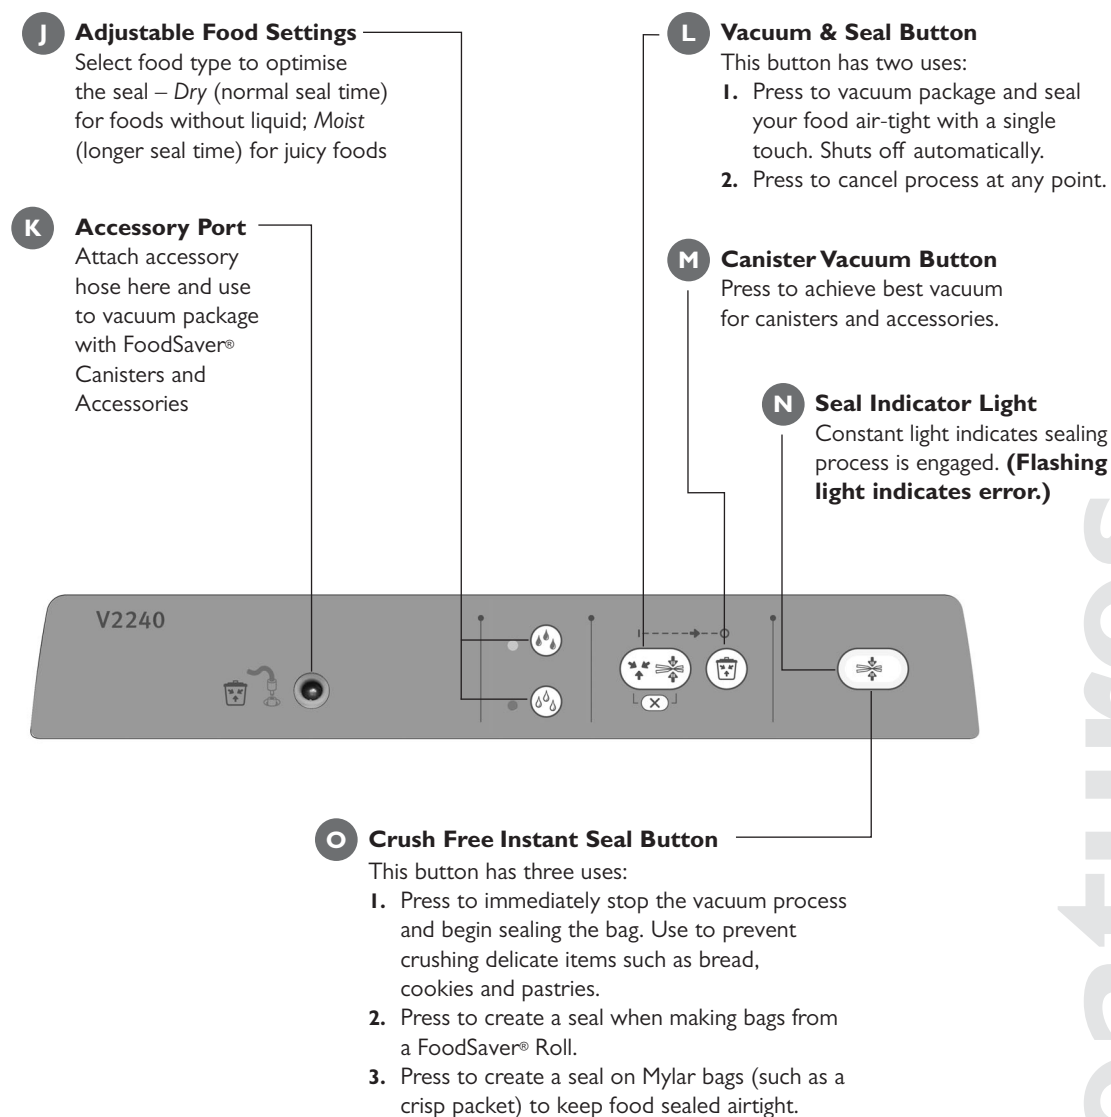 J Adjustable Food Settings
Select food type to optimise
the seal – Dry (normal seal time)
for foods without liquid; Moist
(longer seal time) for juicy foods
K Accessory Port
Attach accessory
hose here and use
to vacuum package
with FoodSaver®
Canisters and
Accessories
L Vacuum & Seal Button
This button has two uses:
1. Press to vacuum package and seal
your food air-tight with a single
touch. Shuts off automatically.
2. Press to cancel process at any point.
M Canister Vacuum Button
Press to achieve best vacuum
for canisters and accessories.
N Seal Indicator Light
Constant light indicates sealing
process is engaged. (Flashing
light indicates error.)
V2240
O Crush Free Instant Seal Button
This button has three uses:
1. Press to immediately stop the vacuum process
and begin sealing the bag. Use to prevent
crushing delicate items such as bread,
cookies and pastries.
2. Press to create a seal when making bags from
a FoodSaver® Roll.
3. Press to create a seal on Mylar bags (such as a
crisp packet) to keep food sealed airtight.